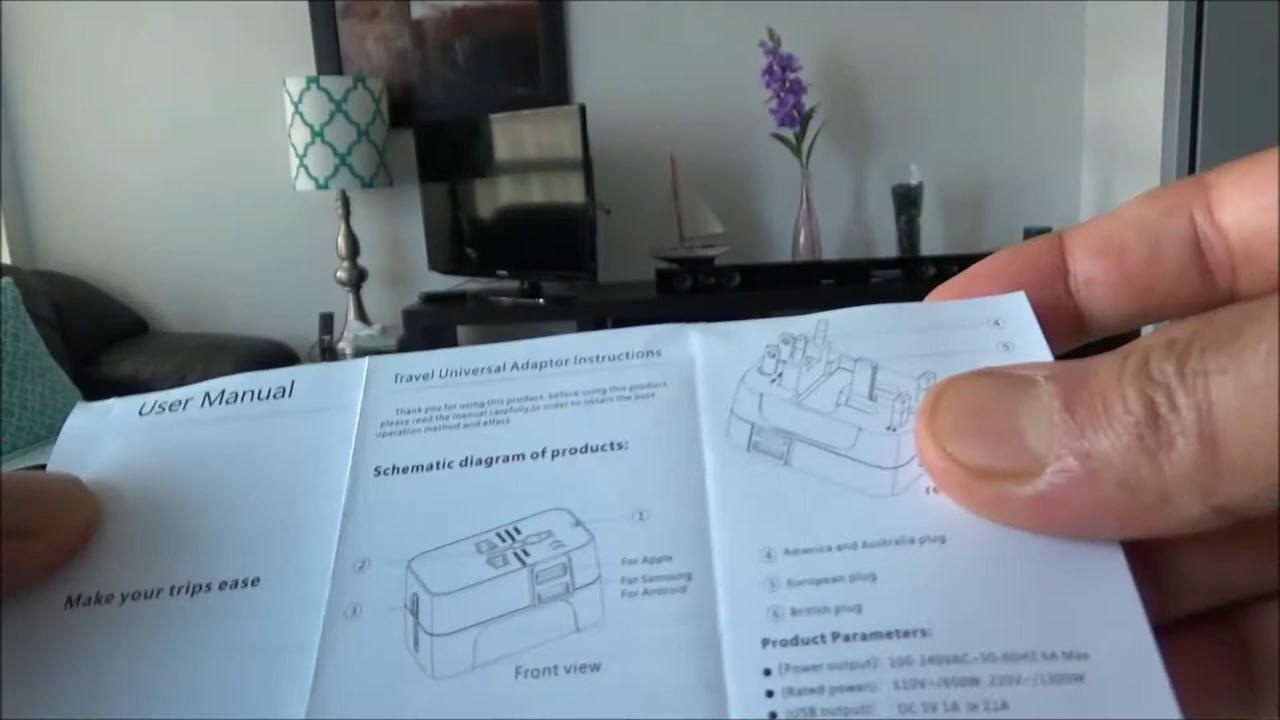 User Manual
Make your trips ease
Travel Universal Adaptor Instructions
Thank you for using this product, before using this product,
please read the manual carefully.In order to obtain the best
operation method and effect
Schematic diagram of products:
1
2
3
For Apple
For Samsung
For Android
Front view
4
5
4 America and Australia plug
5 European plug
6 British plug
Product Parameters:
(Power output): 100-240VAC~50-60HZ 6A Max
(Rated power): 110V~/650W 220V~/1300W
(USB output): DC 5V 1A or 2.1A